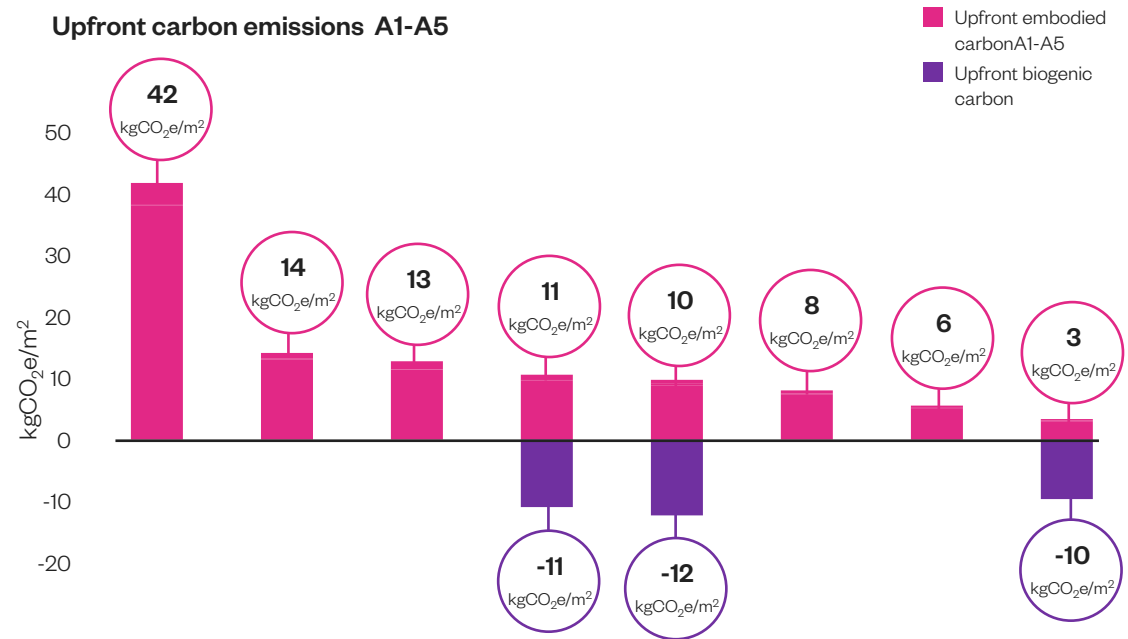 Upfront carbon emissions  A1-A5
Upfront embodied
carbonA1-A5
Upfront biogenic
carbon
kgCO₂e/m²
50
40
30
20
10
0
-10
-20
42
kgCO₂e/m²
14
kgCO₂e/m²
13
kgCO₂e/m²
11
kgCO₂e/m²
10
kgCO₂e/m²
8
kgCO₂e/m²
6
kgCO₂e/m²
3
kgCO₂e/m²
-11
kgCO₂e/m²
-12
kgCO₂e/m²
-10
kgCO₂e/m²